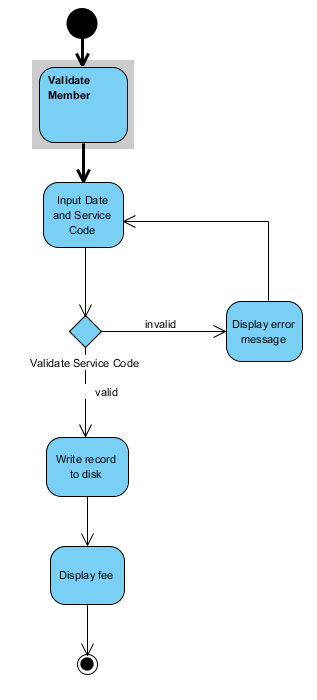 Validate
Member
Input Date
and Service
Code
invalid
Display error
message
Validate Service Code
valid
Write record
to disk
Display fee